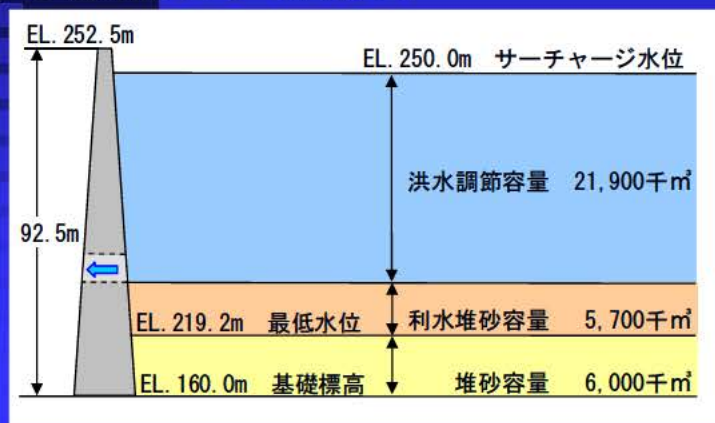 EL.252.5m
EL.250.0m サーチャージ水位
洪水調節容量 21,900千㎥
92.5m
EL.219.2m 最低水位 利水堆砂容量 5,700千㎥
EL.160.0m 基礎標高 堆砂容量 6,000千㎥